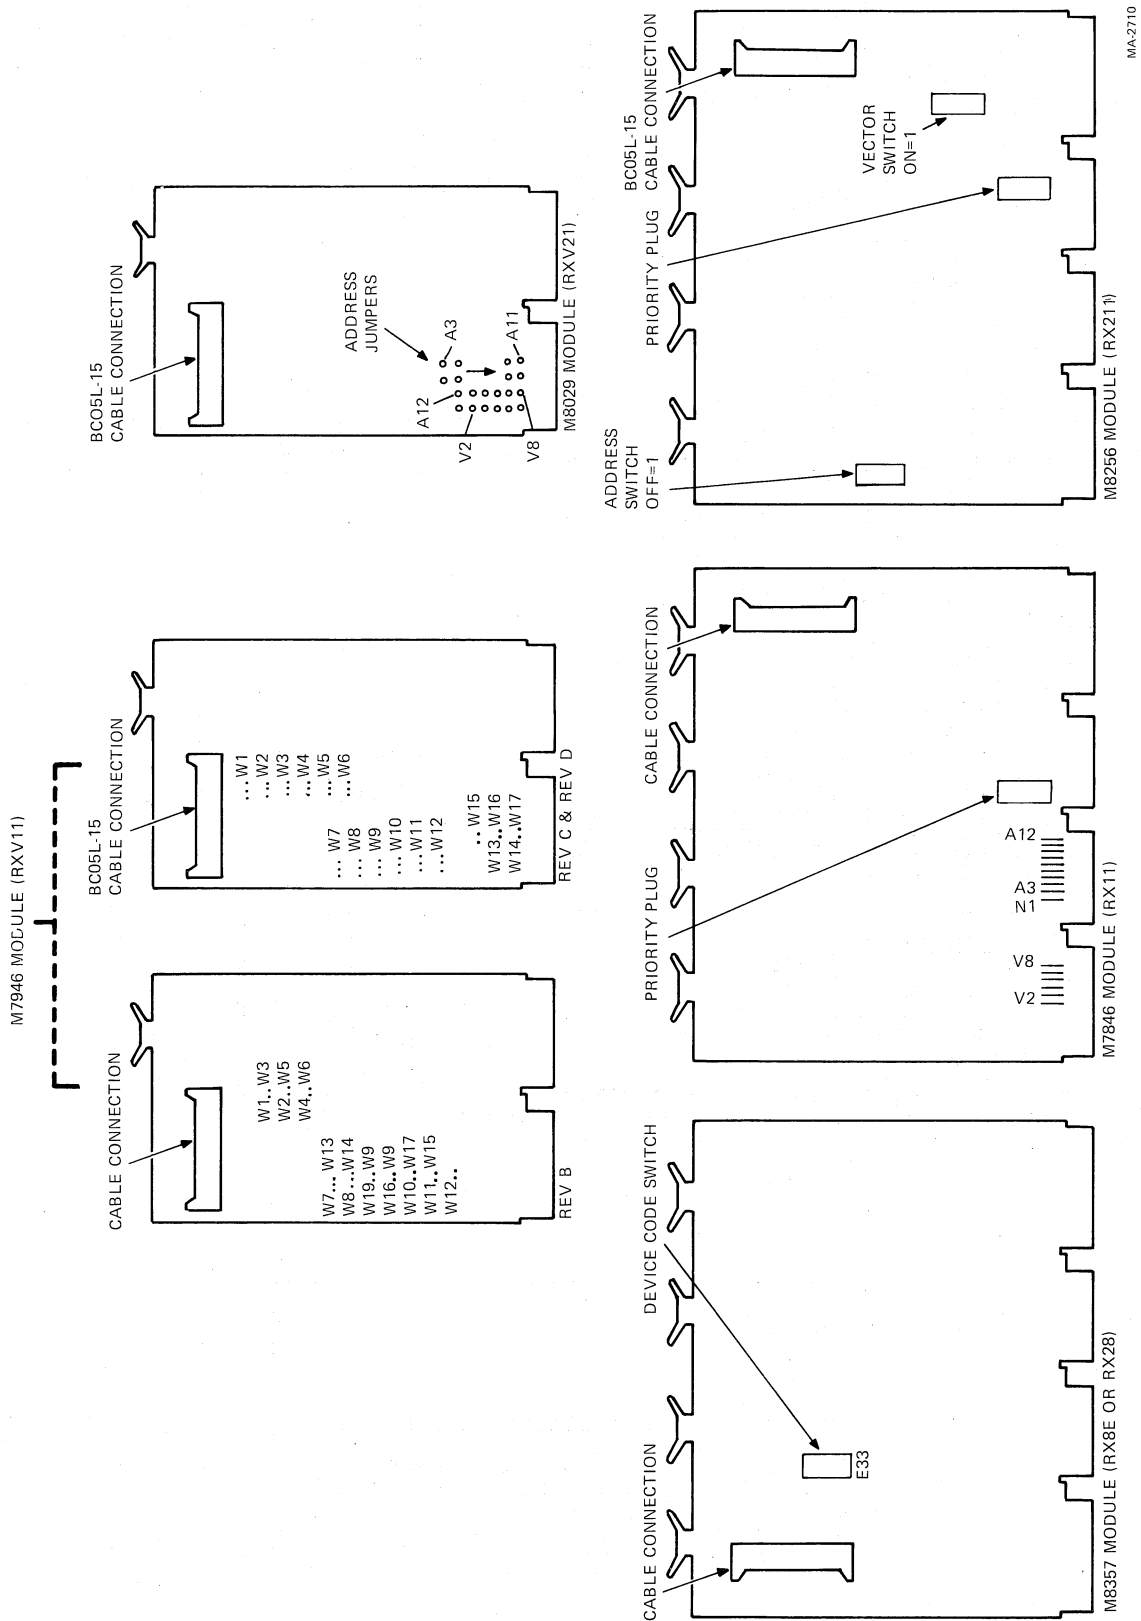 M7946 MODULE (RXV11)
CABLE CONNECTION
W1..W3
W2..W5
W4..W6
W7...W13
W8...W14
W19..W9
W16..W9
W10..W17
W11..W15
W12..
REV B
BC05L-15
CABLE CONNECTION
...W1
...W2
...W3
...W4
...W5
...W6
...W7
...W8
...W9
...W10
...W11
...W12
..W15
W13..W16
W14..W17
REV C & REV D
BC05L-15
CABLE CONNECTION
ADDRESS
JUMPERS
A3
A12
A11
V2
V8
M8029 MODULE (RXV21)
CABLE CONNECTION
DEVICE CODE SWITCH
E33
M8357 MODULE (RX8E OR RX28)
PRIORITY PLUG
CABLE CONNECTION
V2
V8
N1
A3
A12
M7846 MODULE (RX11)
ADDRESS
SWITCH
OFF=1
PRIORITY PLUG
BC05L-15
CABLE CONNECTION
VECTOR
SWITCH
ON=1
M8256 MODULE (RX211)
MA-2710